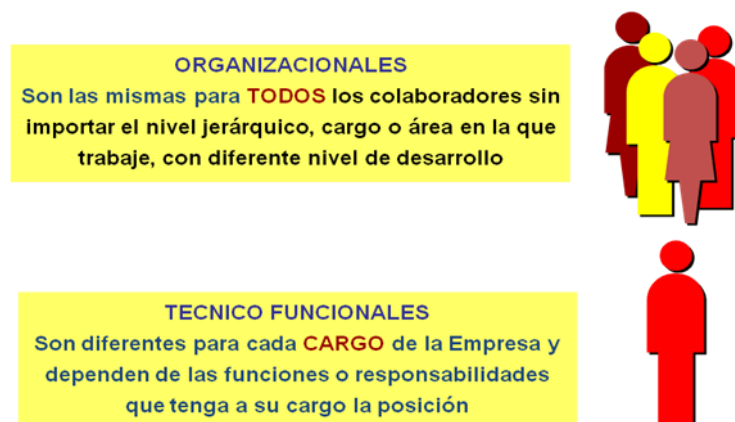 ORGANIZACIONALES
Son las mismas para TODOS los colaboradores sin
importar el nivel jerárquico, cargo o área en la que
trabaje, con diferente nivel de desarrollo
TECNICO FUNCIONALES
Son diferentes para cada CARGO de la Empresa y
dependen de las funciones o responsabilidades
que tenga a su cargo la posición